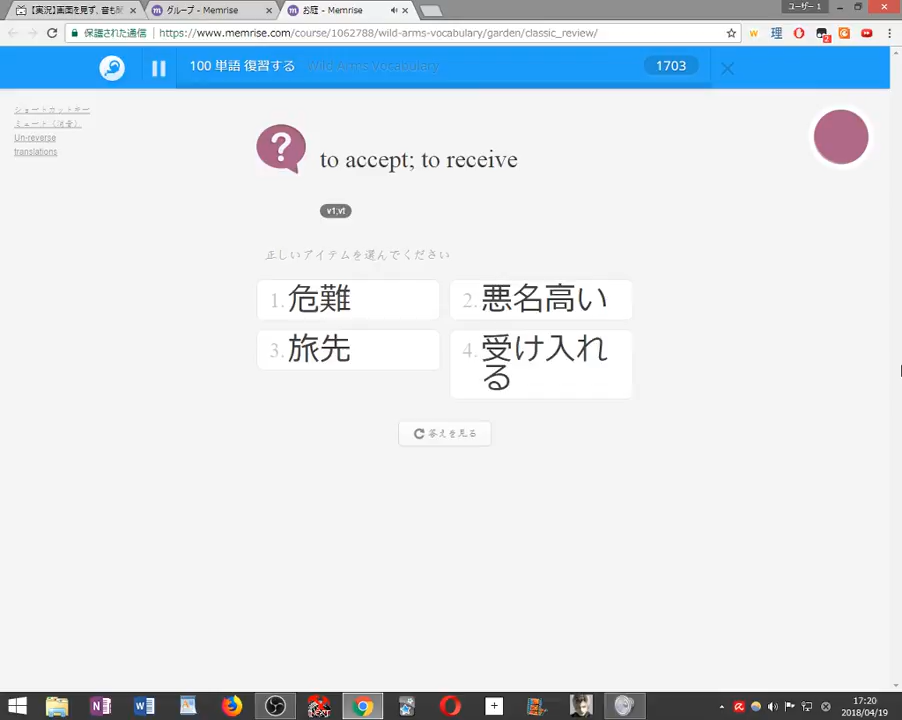 【実況】画面を見ず、音も
グループ - Memrise
お庭 - Memrise
ユーザー 1
保護された通信
https://www.memrise.com/course/1062788/wild-arms-vocabulary/garden/classic_review/
100 単語 復習する
Wild Arms Vocabulary
1703
ショートカットキー
ミュート (消音)
Un-reverse
translations
?
to accept; to receive
v1;vt
正しいアイテムを選んでください
1. 危難
2. 悪名高い
3. 旅先
4. 受け入れ
る
答えを見る
17:20
2018/04/19